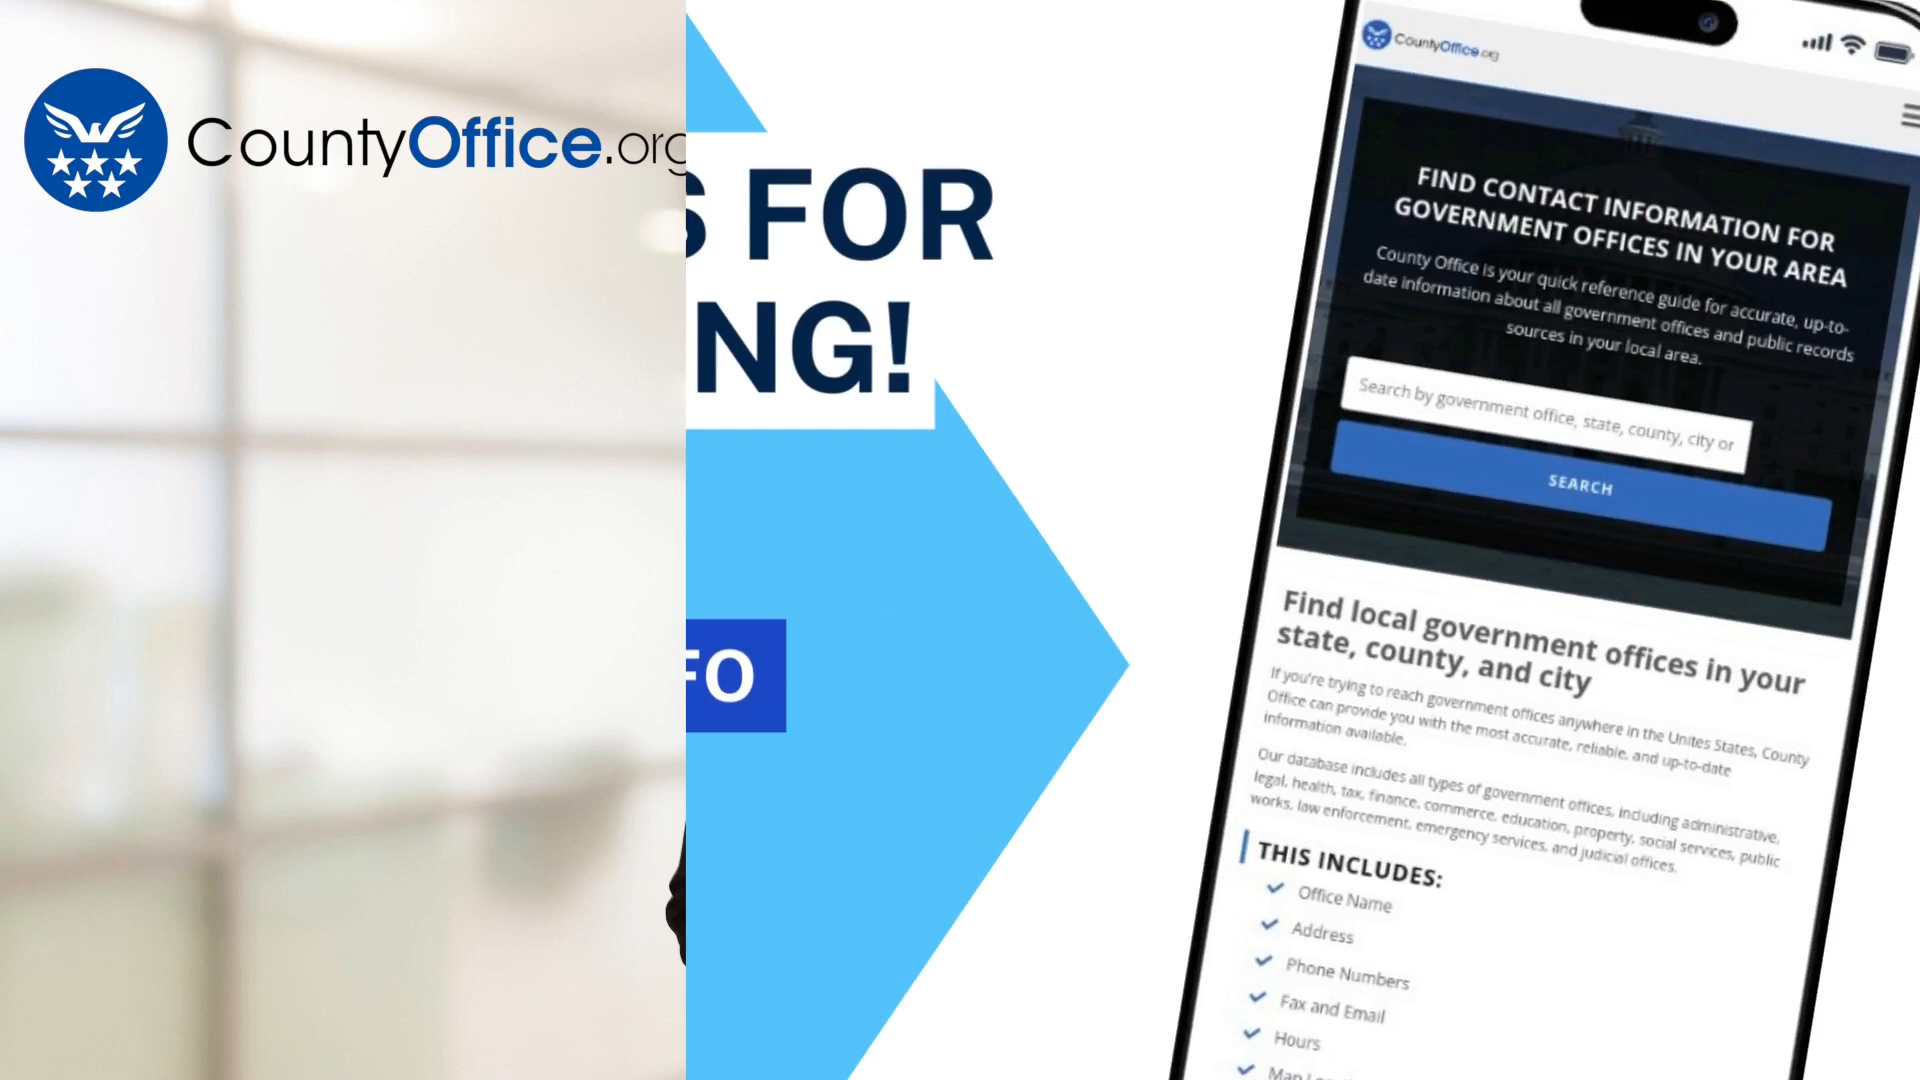 CountyOffice.org
S FOR
NG!
FO
CountyOffice.org
FIND CONTACT INFORMATION FOR
GOVERNMENT OFFICES IN YOUR AREA
County Office is your quick reference guide for accurate, up-to-
date information about all government offices and public records
sources in your local area.
Search by government office, state, county, city or
SEARCH
Find local government offices in your
state, county, and city
If you're trying to reach government offices anywhere in the Unites States, County
Office can provide you with the most accurate, reliable, and up-to-date
information available.
Our database includes all types of government offices, including administrative,
legal, health, tax, finance, commerce, education, property, social services, public
works, law enforcement, emergency services, and judicial offices.
THIS INCLUDES:
Office Name
Address
Phone Numbers
Fax and Email
Hours
Map